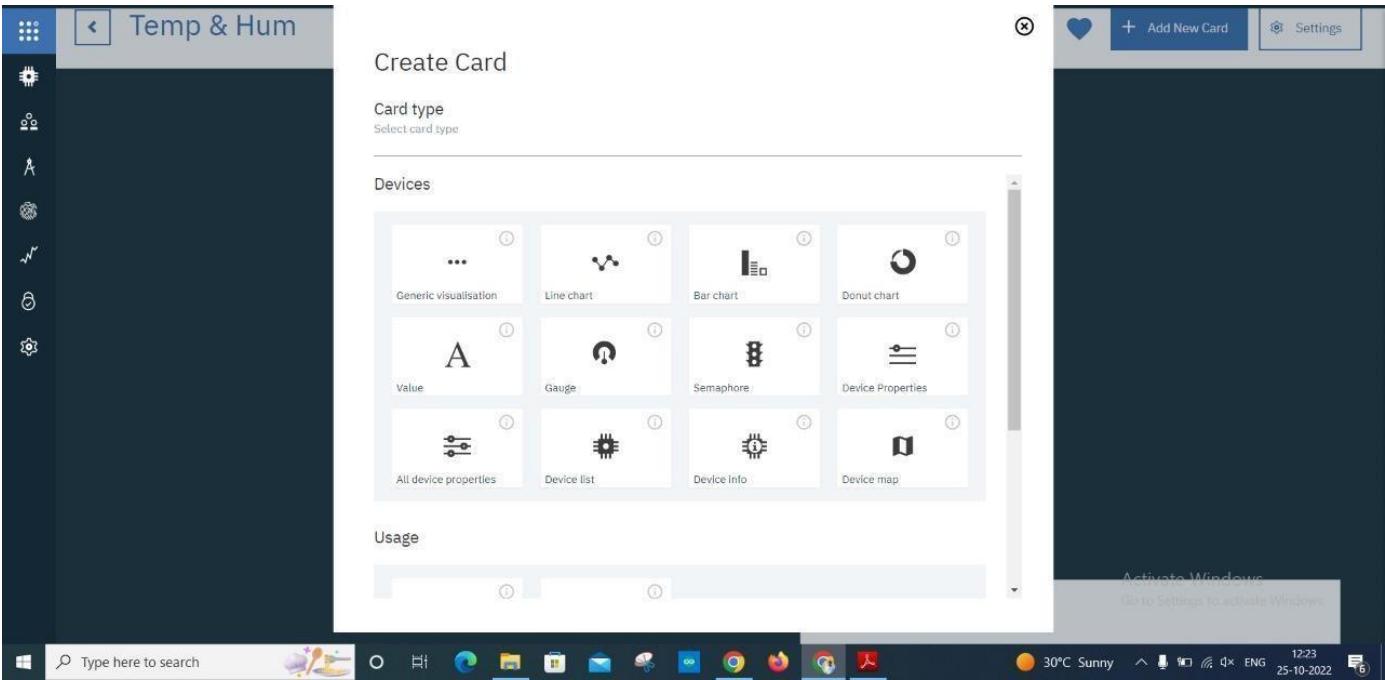 Temp & Hum
+ Add New Card
Settings
Create Card
Card type
Select card type
Devices
Generic visualisation
Line chart
Bar chart
Donut chart
A
Value
Gauge
Semaphore
Device Properties
All device properties
Device list
Device info
Device map
Usage
Activate Windows
Go to Settings to activate Windows.
Type here to search
30°C Sunny
ENG
12:23
25-10-2022
6